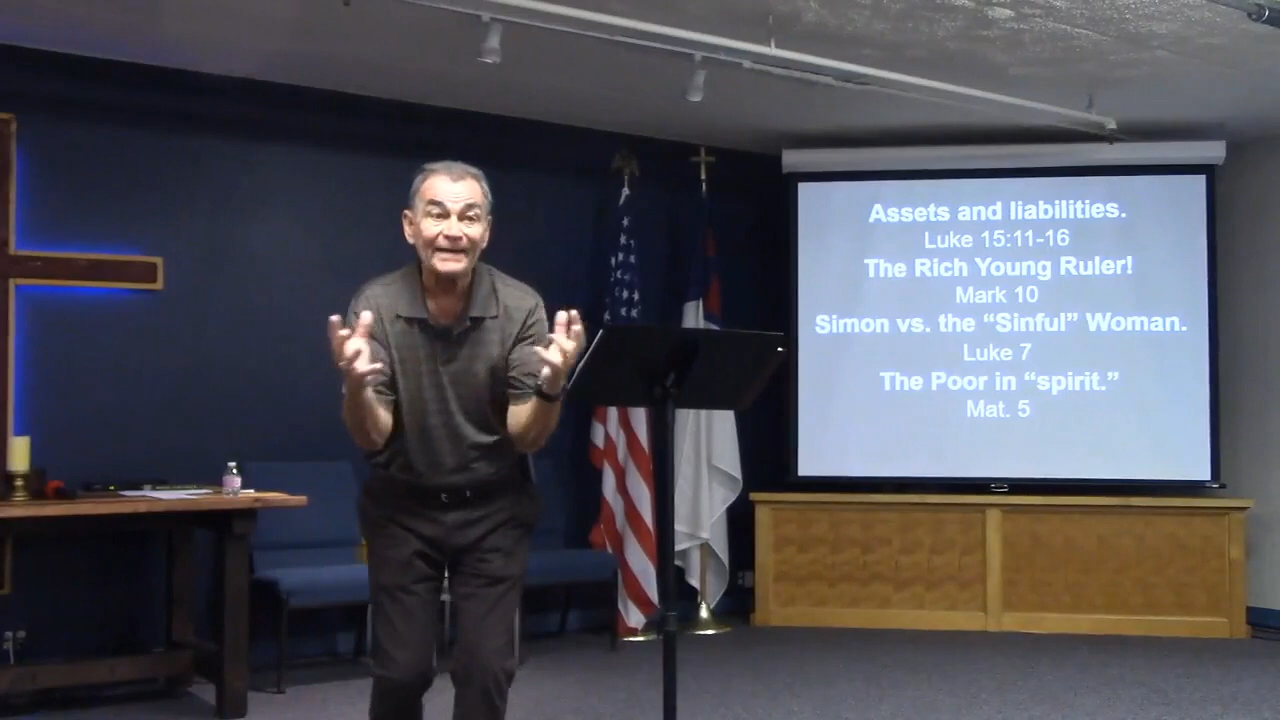 Assets and liabilities.
Luke 15:11-16
The Rich Young Ruler!
Mark 10
Simon vs. the “Sinful” Woman.
Luke 7
The Poor in “spirit.”
Mat. 5